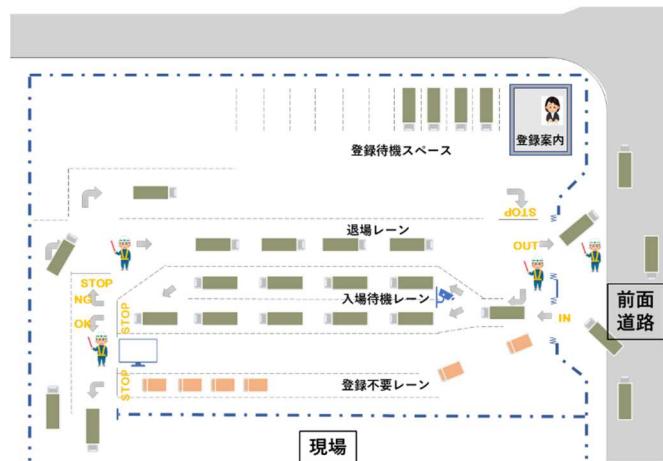 登録案内
登録待機スペース
STOP
退場レーン
OUT
STOP
入場待機レーン
NG
STOP
IN
前面
道路
OK
登録不要レーン
STOP
現場